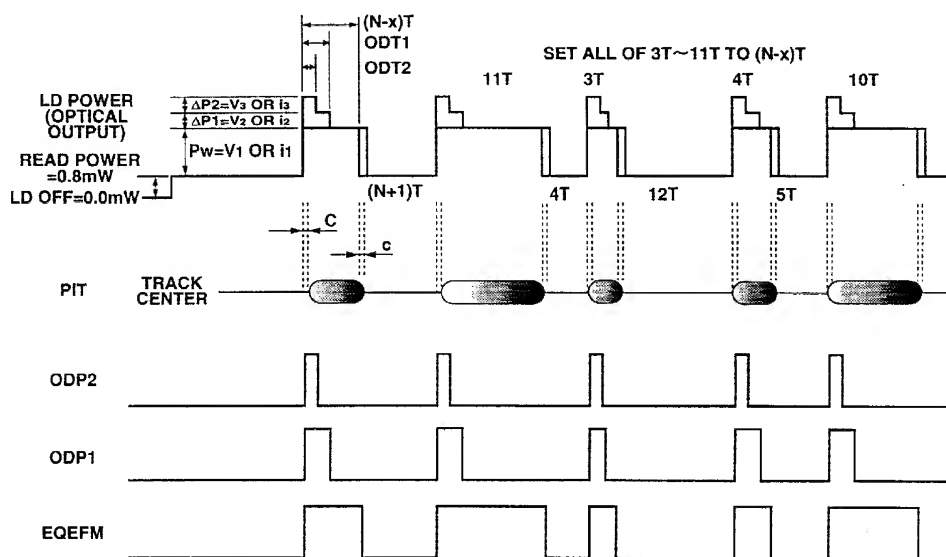 (N-x)T
ODT1
ODT2
SET ALL OF 3T~11T TO (N-x)T
11T
3T
4T
10T
LD POWER
(OPTICAL
OUTPUT)
ΔP2=V3 OR i3
ΔP1=V2 OR i2
Pw=V1 OR i1
READ POWER
=0.8mW
LD OFF=0.0mW
(N+1)T
4T
12T
5T
C
c
PIT
TRACK
CENTER
ODP2
ODP1
EQEFM